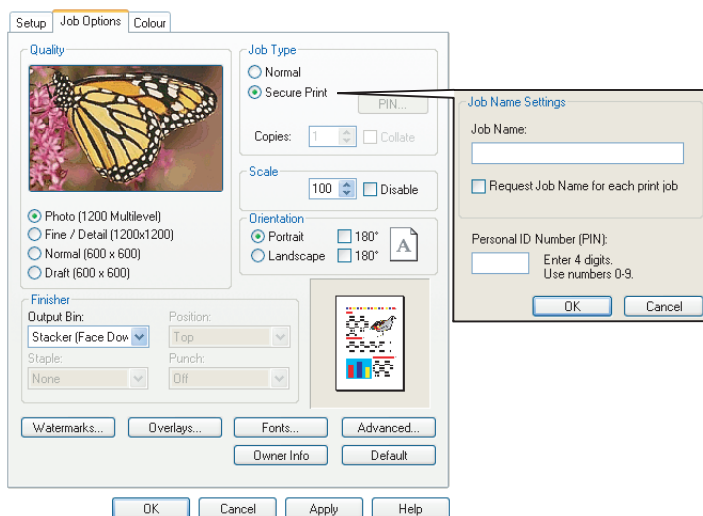 Setup Job Options Colour
Quality
Job Type
Normal
Secure Print
PIN...
Copies: 1 Collate
Scale
100 Disable
Photo (1200 Multilevel)
Fine / Detail (1200x1200)
Normal (600 x 600)
Draft (600 x 600)
Orientation
Portrait 180°
Landscape 180°
A
Finisher
Output Bin: Position:
Stacker (Face Dow Top
Staple: Punch:
None Off
Watermarks... Overlays... Fonts... Advanced...
Owner Info Default
OK Cancel Apply Help
Job Name Settings
Job Name:
Request Job Name for each print job
Personal ID Number (PIN):
Enter 4 digits.
Use numbers 0-9.
OK Cancel